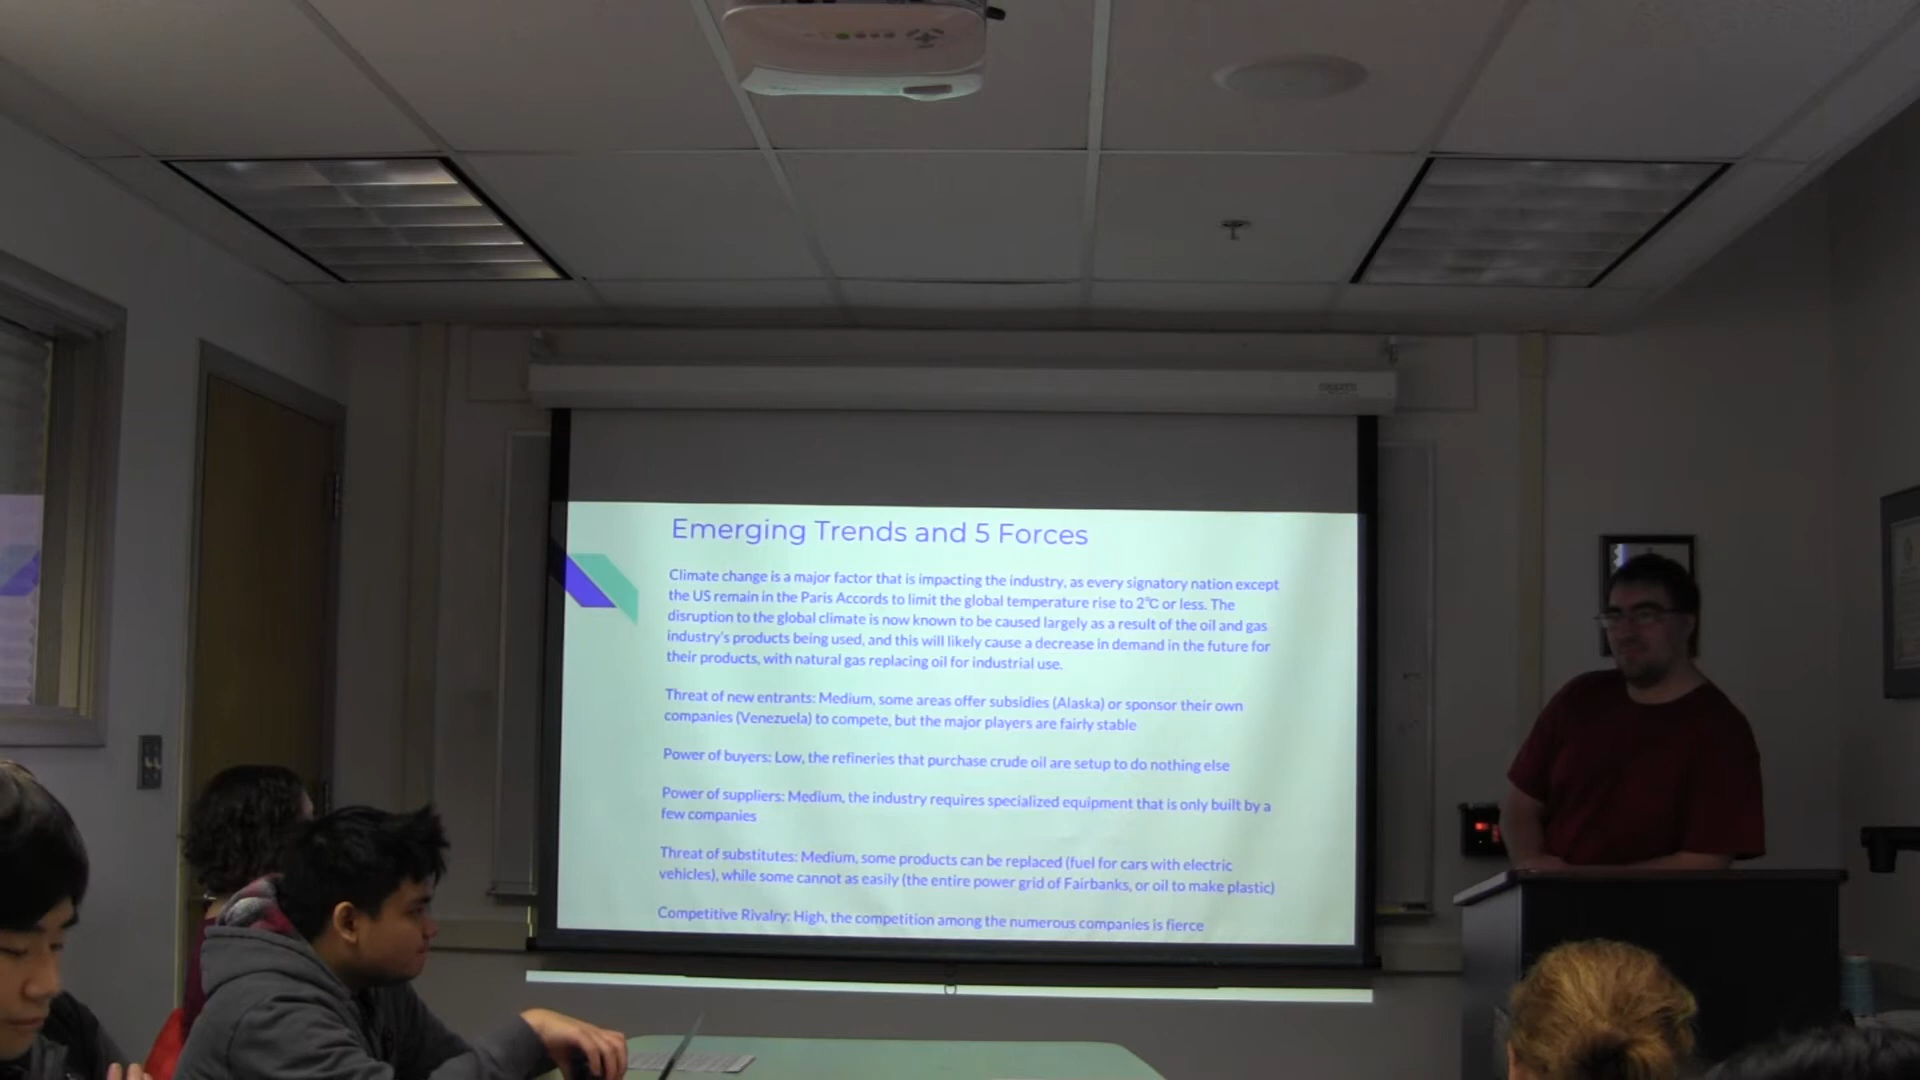 Emerging Trends and 5 Forces
Climate change is a major factor that is impacting the industry, as every signatory nation except
the US remain in the Paris Accords to limit the global temperature rise to 2℃ or less. The
disruption to the global climate is now known to be caused largely as a result of the oil and gas
industry's products being used, and this will likely cause a decrease in demand in the future for
their products, with natural gas replacing oil for industrial use.
Threat of new entrants: Medium, some areas offer subsidies (Alaska) or sponsor their own
companies (Venezuela) to compete, but the major players are fairly stable
Power of buyers: Low, the refineries that purchase crude oil are setup to do nothing else
Power of suppliers: Medium, the industry requires specialized equipment that is only built by a
few companies
Threat of substitutes: Medium, some products can be replaced (fuel for cars with electric
vehicles), while some cannot as easily (the entire power grid of Fairbanks, or oil to make plastic)
Competitive Rivalry: High, the competition among the numerous companies is fierce